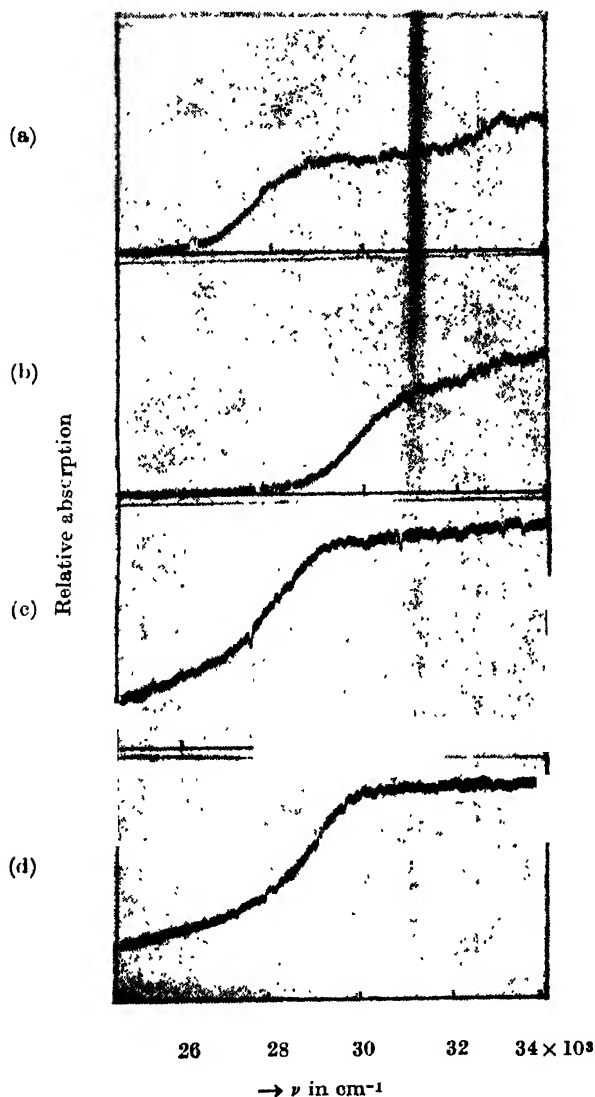 (a)
(b)
Relative absorption
(c)
(d)
26 28 30 32 34 × 10³
→ ν in cm⁻¹